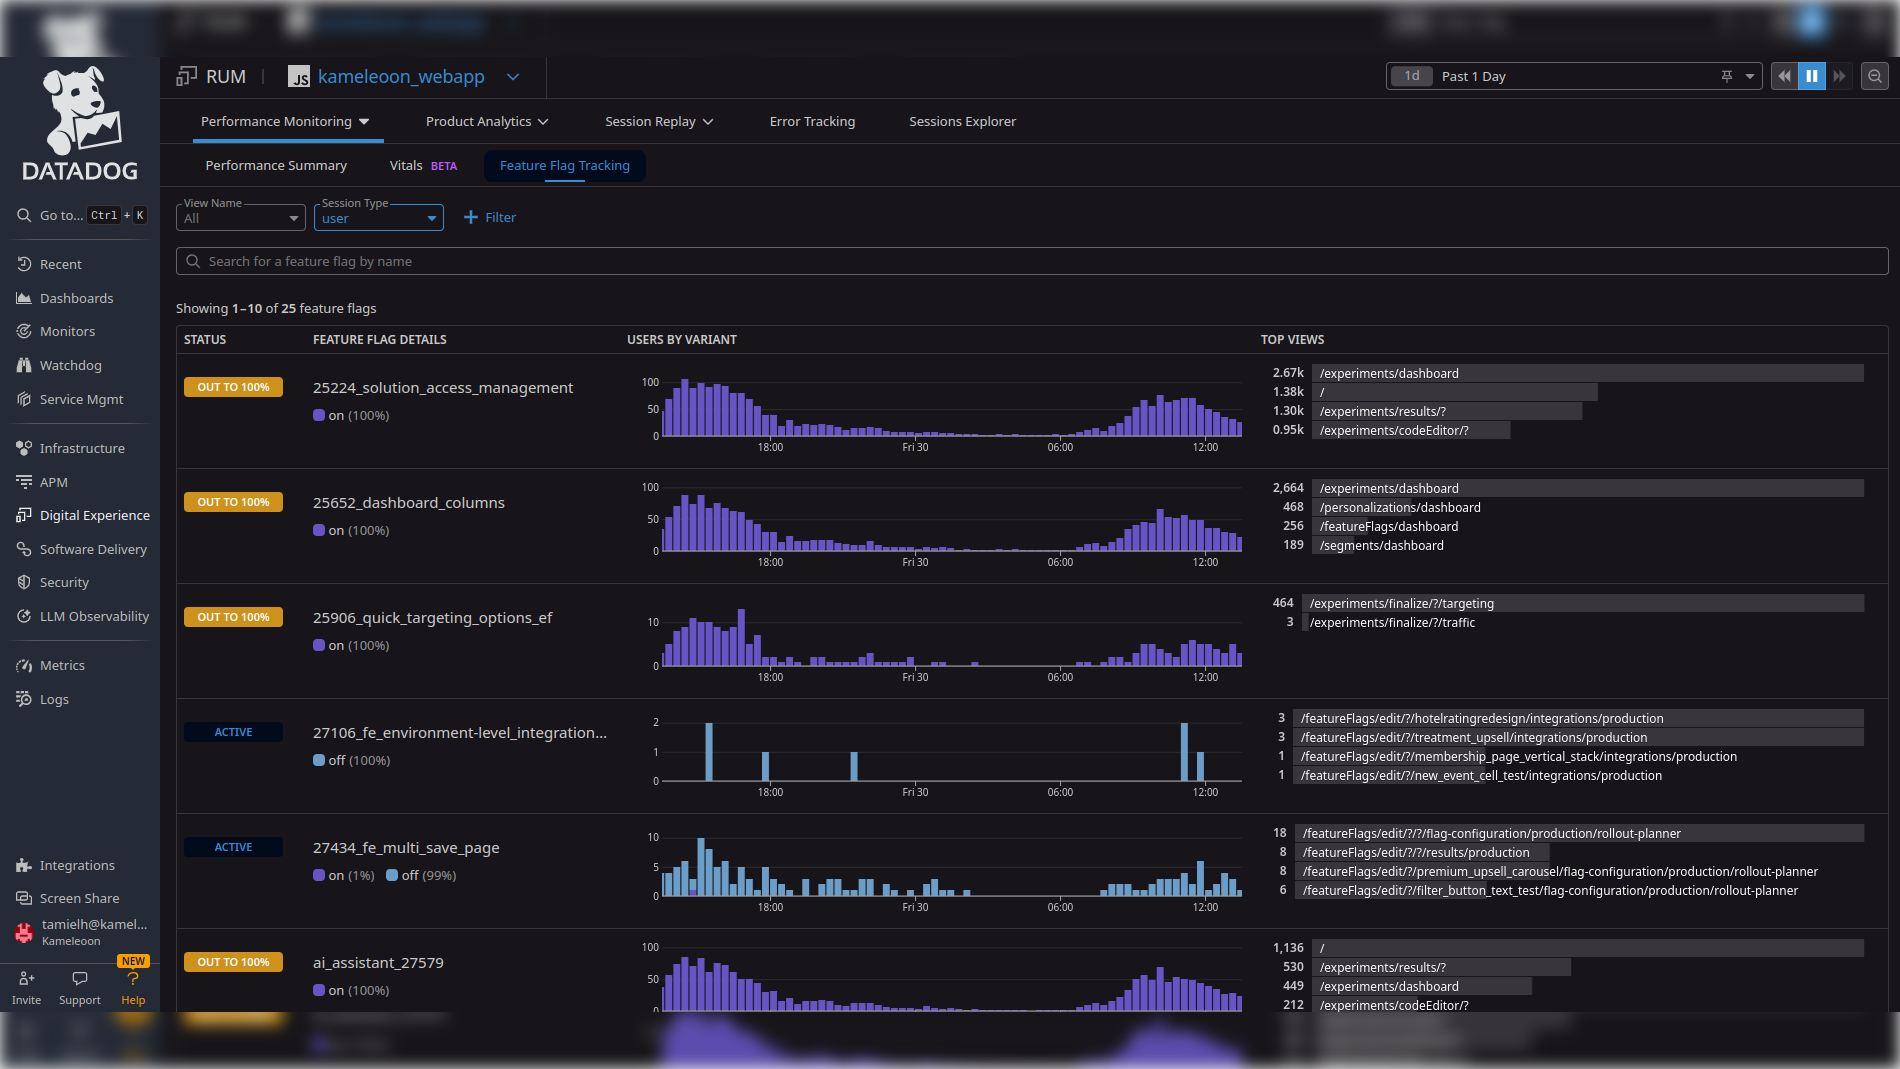 RUM
JS kameleoon_webapp
1d Past 1 Day
DATADOG
Go to... Ctrl + K
Recent
Dashboards
Monitors
Watchdog
Service Mgmt
Infrastructure
APM
Digital Experience
Software Delivery
Security
LLM Observability
Metrics
Logs
Integrations
Screen Share
tamielh@kamel...
Kameleoon
NEW
Invite Support Help
Performance Monitoring Product Analytics Session Replay Error Tracking Sessions Explorer
Performance Summary Vitals BETA Feature Flag Tracking
View Name
All
Session Type
user
Filter
Search for a feature flag by name
Showing 1–10 of 25 feature flags
STATUS FEATURE FLAG DETAILS USERS BY VARIANT TOP VIEWS
OUT TO 100%
25224_solution_access_management
on (100%)
100
50
0
18:00 Fri 30 06:00 12:00
2.67k /experiments/dashboard
1.38k /
1.30k /experiments/results/?
0.95k /experiments/codeEditor/?
OUT TO 100%
25652_dashboard_columns
on (100%)
100
50
0
18:00 Fri 30 06:00 12:00
2,664 /experiments/dashboard
468 /personalizations/dashboard
256 /featureFlags/dashboard
189 /segments/dashboard
OUT TO 100%
25906_quick_targeting_options_ef
on (100%)
10
0
18:00 Fri 30 06:00 12:00
464 /experiments/finalize/?/targeting
3 /experiments/finalize/?/traffic
ACTIVE
27106_fe_environment-level_integration...
off (100%)
2
1
0
18:00 Fri 30 06:00 12:00
3 /featureFlags/edit/?/hotelratingredesign/integrations/production
3 /featureFlags/edit/?/treatment_upsell/integrations/production
1 /featureFlags/edit/?/membership_page_vertical_stack/integrations/production
1 /featureFlags/edit/?/new_event_cell_test/integrations/production
ACTIVE
27434_fe_multi_save_page
on (1%) off (99%)
10
5
0
18:00 Fri 30 06:00 12:00
18 /featureFlags/edit/?/?/flag-configuration/production/rollout-planner
8 /featureFlags/edit/?/?/results/production
8 /featureFlags/edit/?/premium_upsell_carousel/flag-configuration/production/rollout-planner
6 /featureFlags/edit/?/filter_button_text_test/flag-configuration/production/rollout-planner
OUT TO 100%
ai_assistant_27579
on (100%)
100
50
0
1,136 /
530 /experiments/results/?
449 /experiments/dashboard
212 /experiments/codeEditor/?